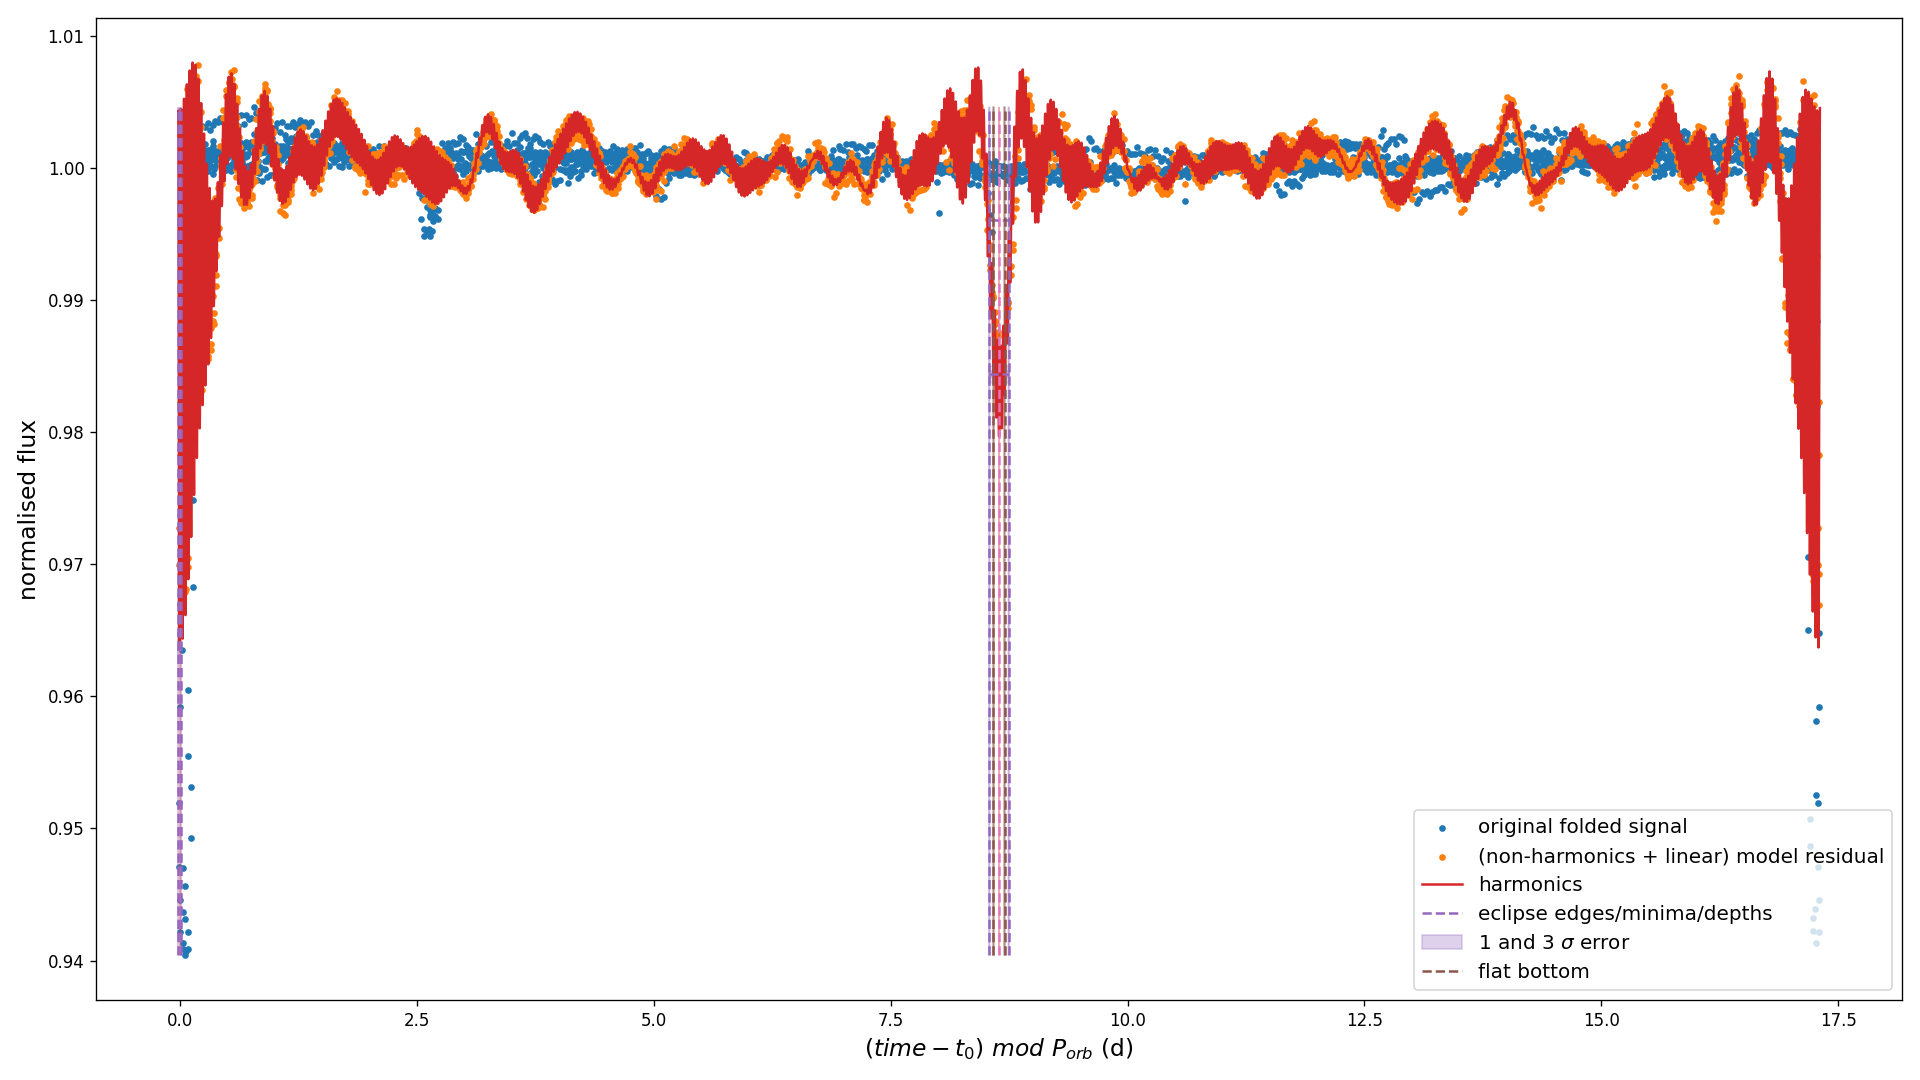 1.01
1.00
0.99
0.98
0.97
0.96
0.95
0.94
normalised flux
0.0 2.5 5.0 7.5 10.0 12.5 15.0 17.5
(time − t₀) mod Pₒᵣᵦ (d)
original folded signal
(non-harmonics + linear) model residual
harmonics
eclipse edges/minima/depths
1 and 3 σ error
flat bottom